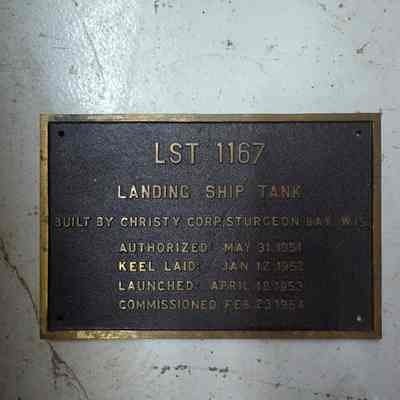 LST 1167
LANDING SHIP TANK
BUILT BY CHRISTY CORP. STURGEON BAY, WIS.
AUTHORIZED: MAY 31, 1951
KEEL LAID: JAN 12, 1952
LAUNCHED: APRIL 18, 1953
COMMISSIONED FEB 23 1954